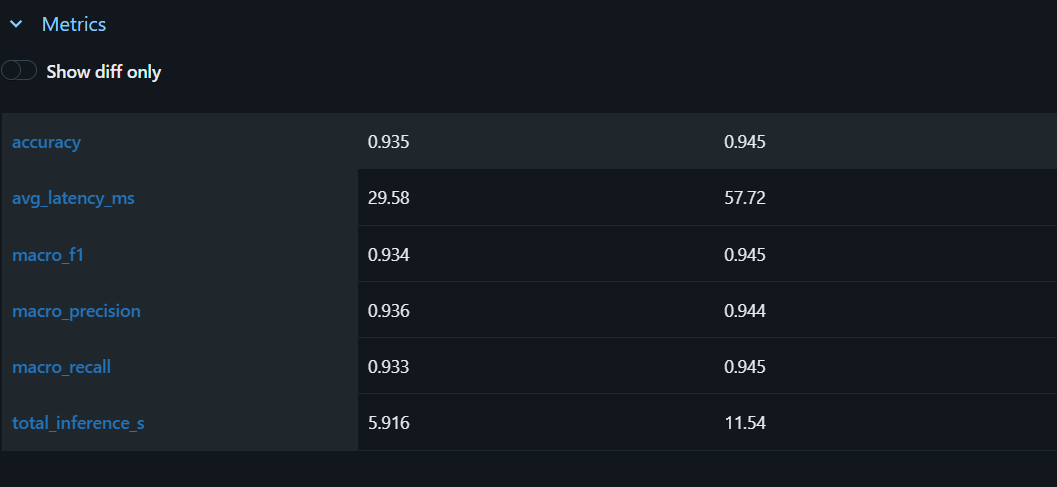 Metrics
Show diff only
accuracy 0.935 0.945
avg_latency_ms 29.58 57.72
macro_f1 0.934 0.945
macro_precision 0.936 0.944
macro_recall 0.933 0.945
total_inference_s 5.916 11.54